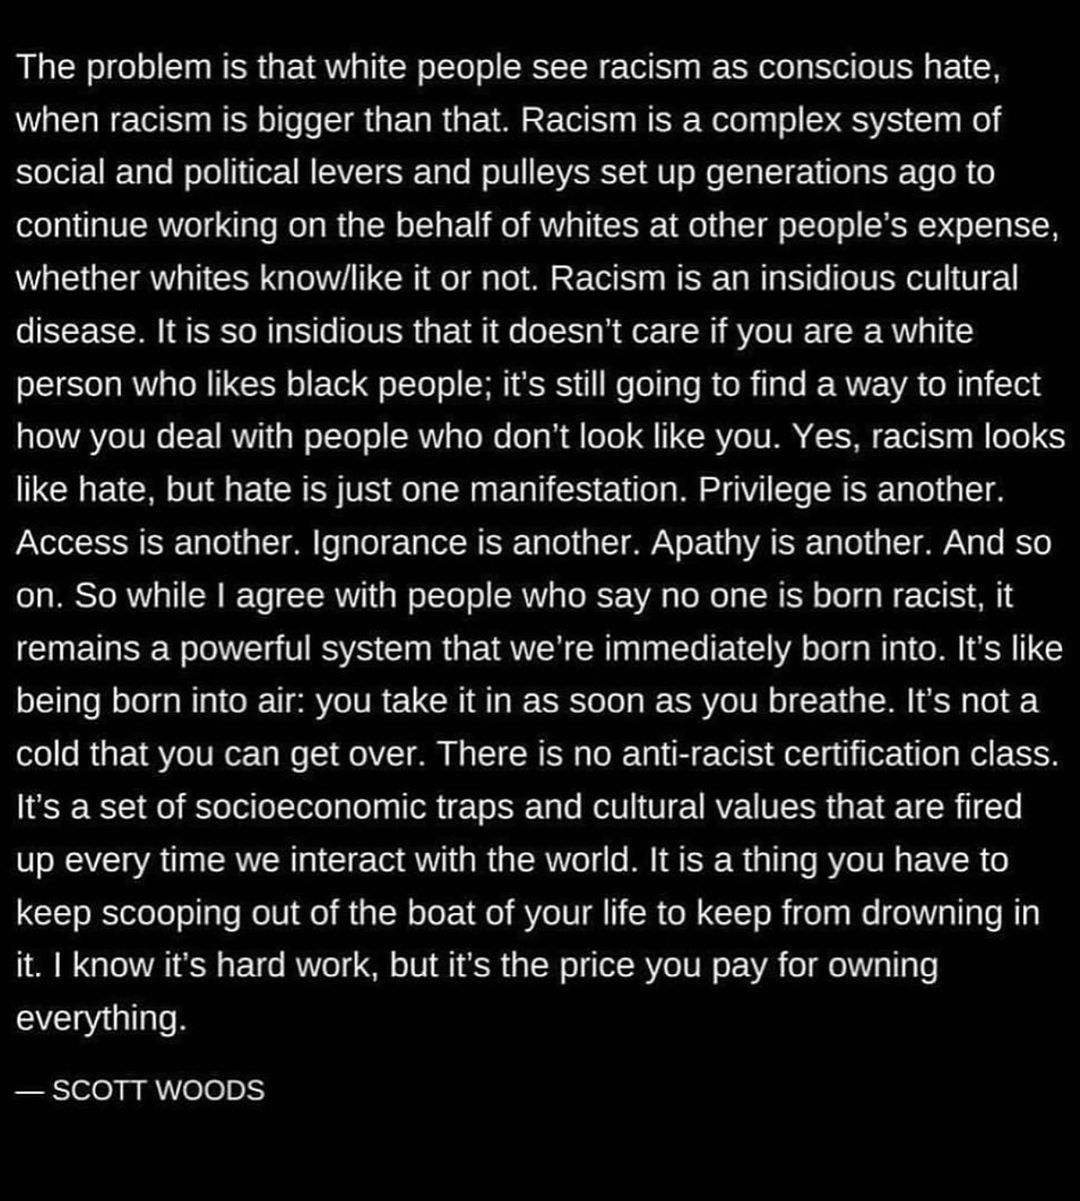 The problem is that white people see racism as conscious hate,
when racism is bigger than that. Racism is a complex system of
social and political levers and pulleys set up generations ago to
continue working on the behalf of whites at other people’s expense,
whether whites know/like it or not. Racism is an insidious cultural
disease. It is so insidious that it doesn’t care if you are a white
person who likes black people; it’s still going to find a way to infect
how you deal with people who don’t look like you. Yes, racism looks
like hate, but hate is just one manifestation. Privilege is another.
Access is another. Ignorance is another. Apathy is another. And so
on. So while I agree with people who say no one is born racist, it
remains a powerful system that we’re immediately born into. It’s like
being born into air: you take it in as soon as you breathe. It’s not a
cold that you can get over. There is no anti-racist certification class.
It’s a set of socioeconomic traps and cultural values that are fired
up every time we interact with the world. It is a thing you have to
keep scooping out of the boat of your life to keep from drowning in
it. I know it’s hard work, but it’s the price you pay for owning
everything.
— SCOTT WOODS